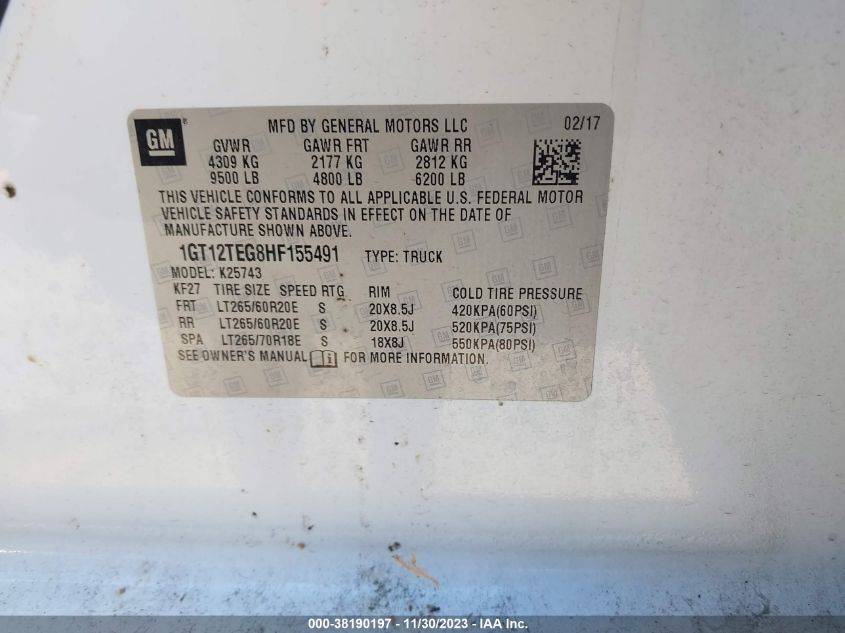 GM ® MFD BY GENERAL MOTORS LLC 02/17
GVWR GAWR FRT GAWR RR
4309 KG 2177 KG 2812 KG
9500 LB 4800 LB 6200 LB
THIS VEHICLE CONFORMS TO ALL APPLICABLE U.S. FEDERAL MOTOR
VEHICLE SAFETY STANDARDS IN EFFECT ON THE DATE OF
MANUFACTURE SHOWN ABOVE.
1GT12TEG8HF155491 TYPE: TRUCK
MODEL: K25743
KF27 TIRE SIZE SPEED RTG RIM COLD TIRE PRESSURE
FRT LT265/60R20E S 20X8.5J 420KPA(60PSI)
RR LT265/60R20E S 20X8.5J 520KPA(75PSI)
SPA LT265/70R18E S 18X8J 550KPA(80PSI)
SEE OWNER'S MANUAL i FOR MORE INFORMATION.
000-38190197 - 11/30/2023 - IAA Inc.